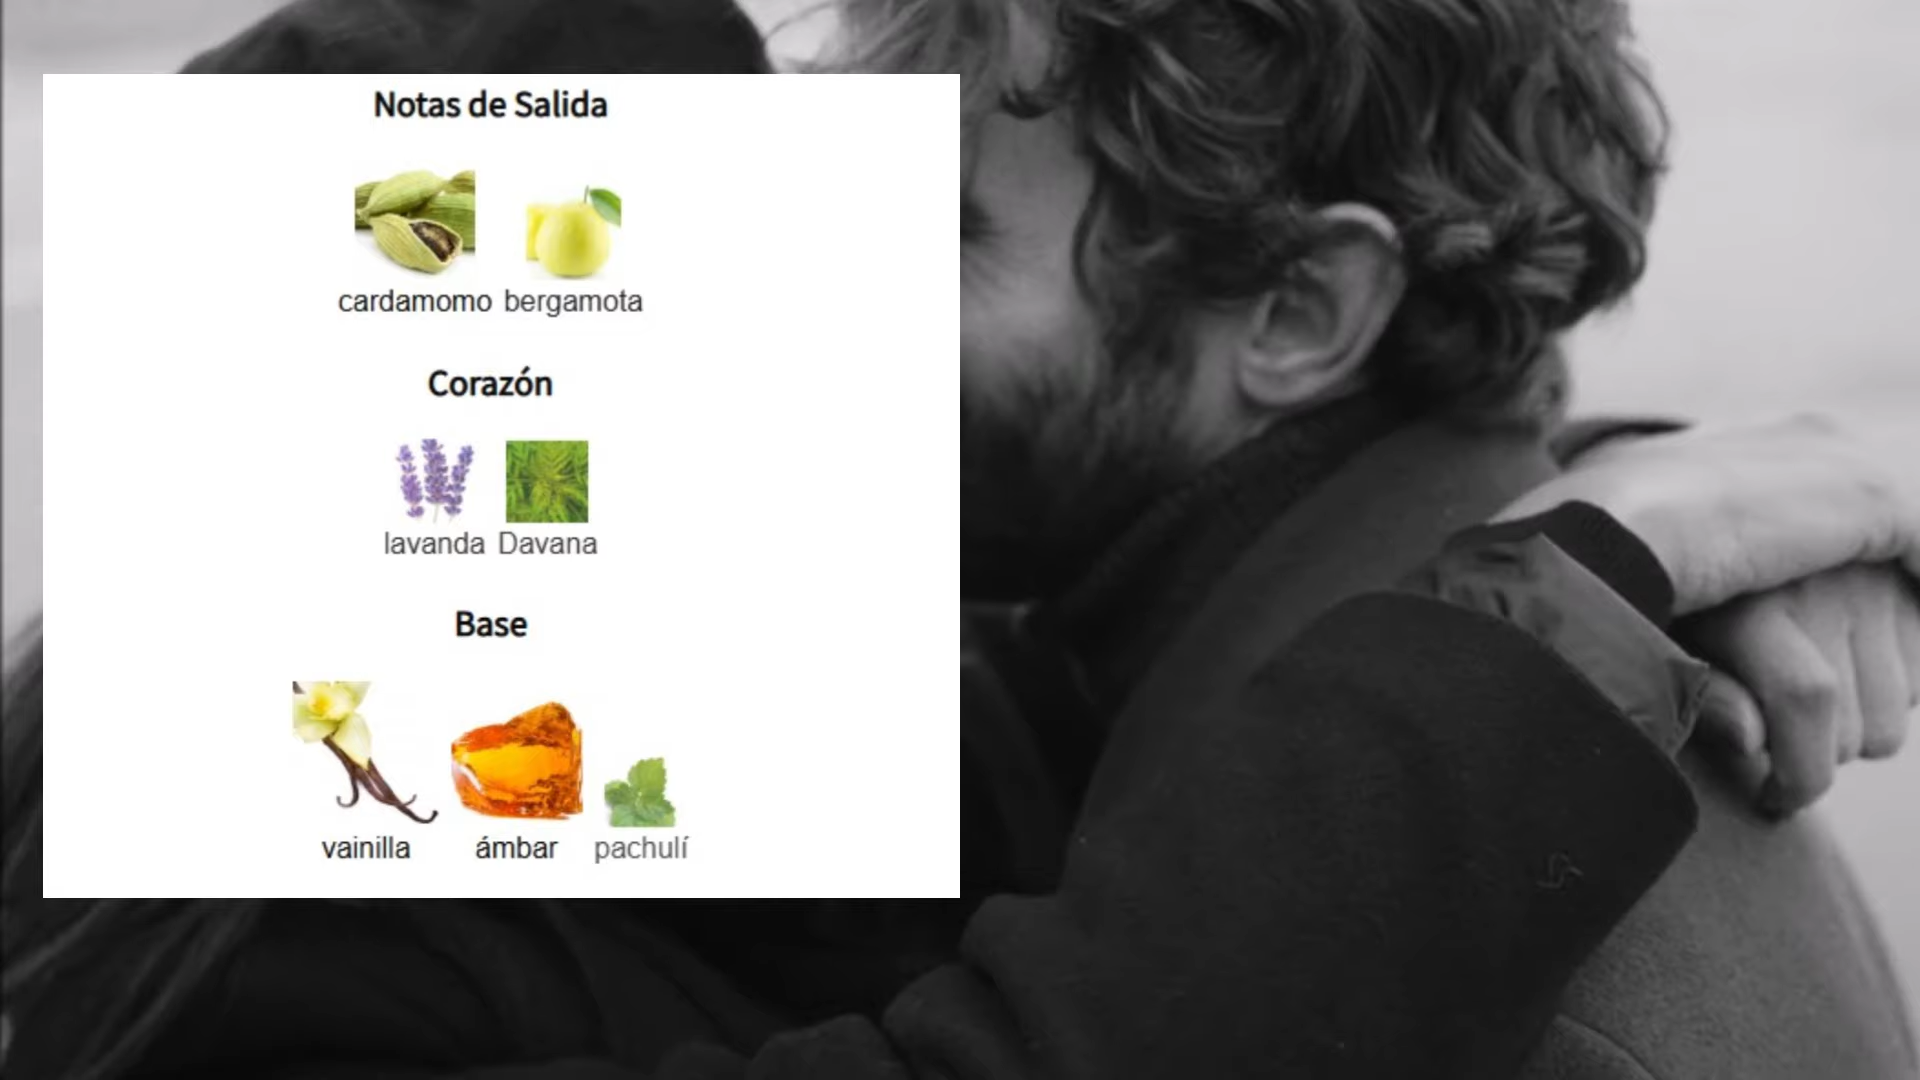 Notas de Salida
cardamomo bergamota
Corazón
lavanda Davana
Base
vainilla ámbar pachulí